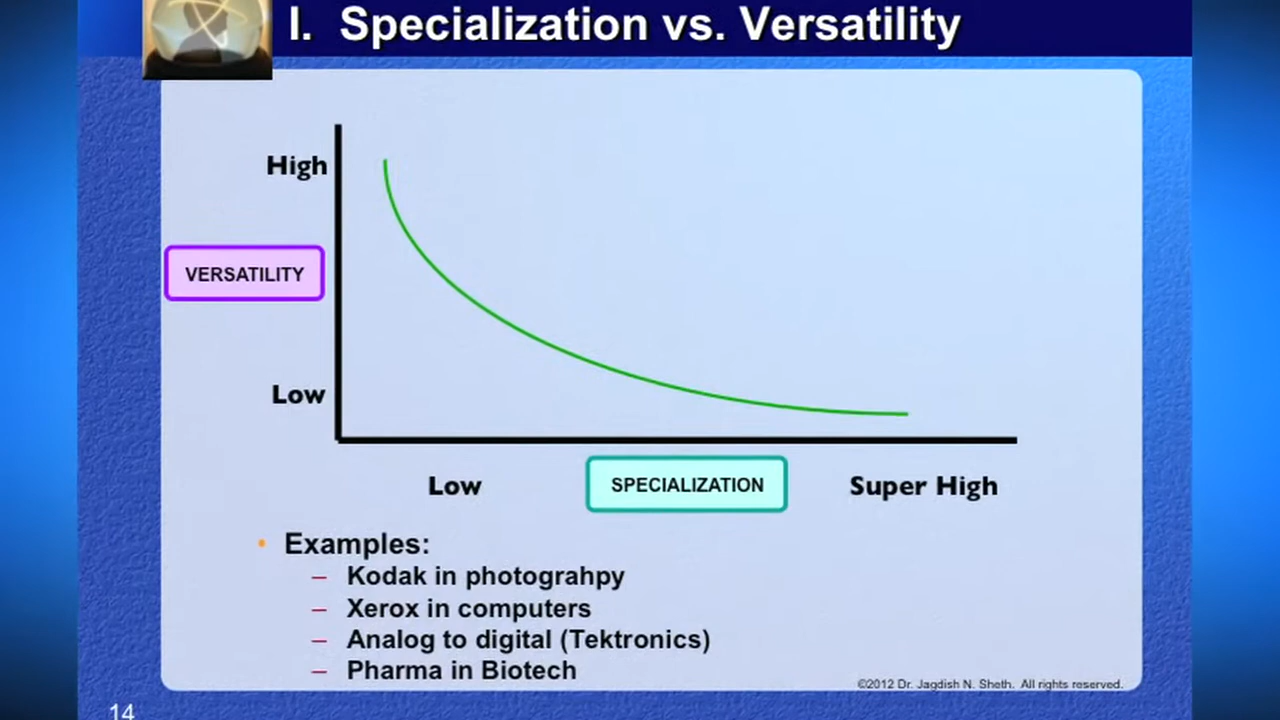 I. Specialization vs. Versatility
High
VERSATILITY
Low
Low SPECIALIZATION Super High
• Examples:
– Kodak in photograhpy
– Xerox in computers
– Analog to digital (Tektronics)
– Pharma in Biotech
©2012 Dr. Jagdish N. Sheth. All rights reserved.
14